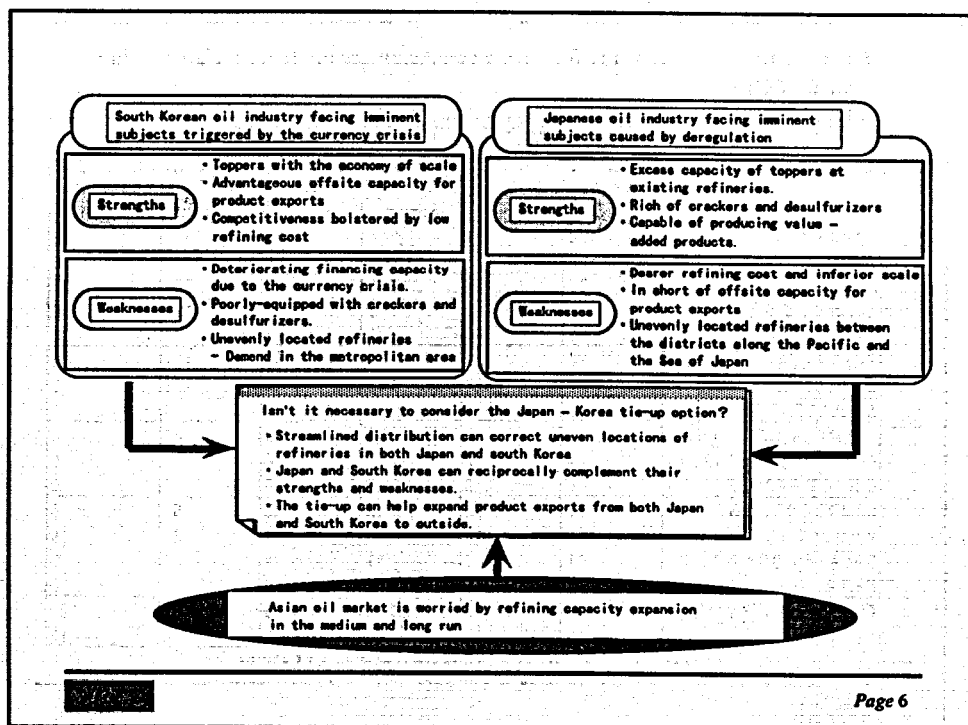 South Korean oil industry facing imminent
subjects triggered by the currency crisis
Strengths
・Toppers with the economy of scale
・Advantageous offsite capacity for
product exports
・Competitiveness bolstered by low
refining cost
Weaknesses
・Deteriorating financing capacity
due to the currency crisis.
・Poorly-equipped with crackers and
desulfurizers.
・Unevenly located refineries
− Demand in the metropolitan area
Japanese oil industry facing imminent
subjects caused by deregulation
Strengths
・Excess capacity of toppers at
existing refineries.
・Rich of crackers and desulfurizers
・Capable of producing value −
added products.
Weaknesses
・Dearer refining cost and inferior scale
・In short of offsite capacity for
product exports
・Unevenly located refineries between
the districts along the Pacific and
the Sea of Japan
Isn't it necessary to consider the Japan − Korea tie-up option?
・Streamlined distribution can correct uneven locations of
refineries in both Japan and south Korea
・Japan and South Korea can reciprocally complement their
strengths and weaknesses.
・The tie-up can help expand product exports from both Japan
and South Korea to outside.
Asian oil market is worried by refining capacity expansion
in the medium and long run
Page 6